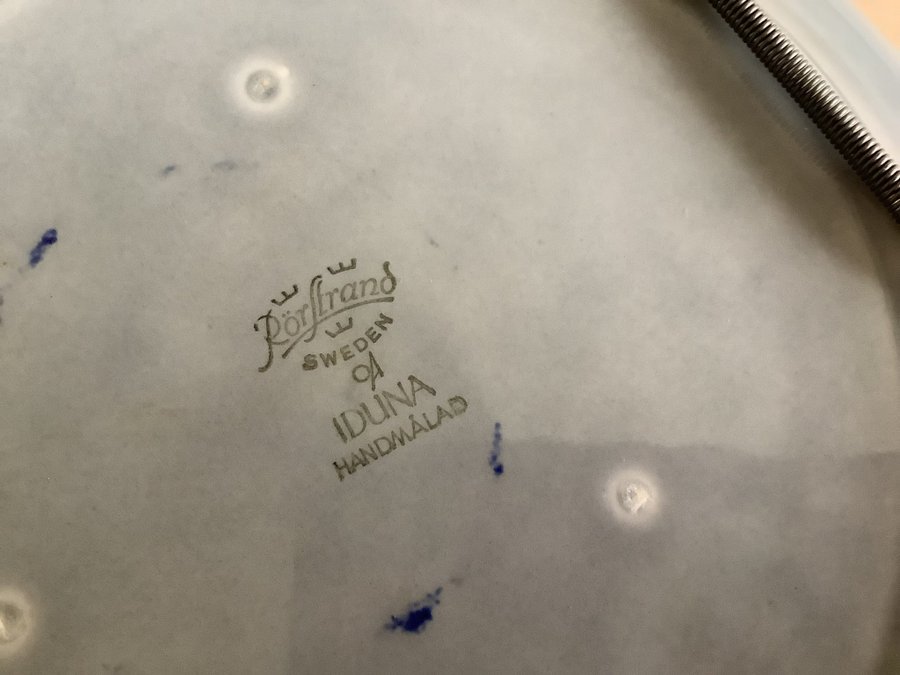 Rörstrand
SWEDEN
OA
IDUNA
HANDMÅLAD